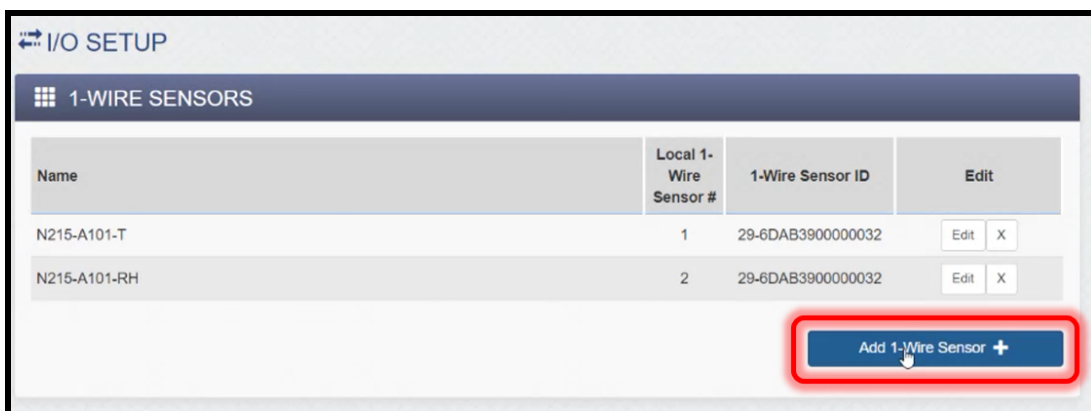 I/O SETUP
1-WIRE SENSORS
Name
Local 1-
Wire
Sensor #
1-Wire Sensor ID
Edit
N215-A101-T
1
29-6DAB3900000032
Edit
X
N215-A101-RH
2
29-6DAB3900000032
Edit
X
Add 1-Wire Sensor +